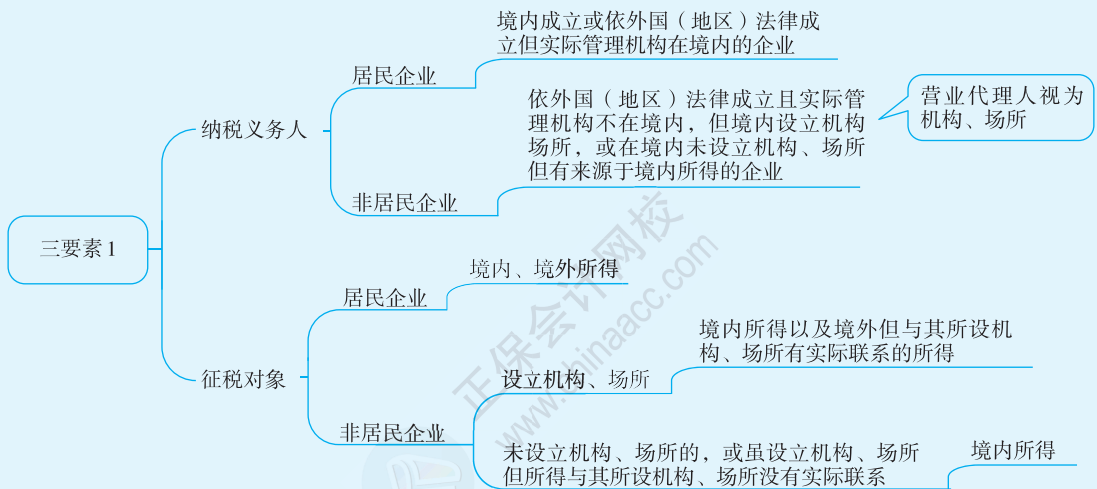 境内成立或依外国（地区）法律成
立但实际管理机构在境内的企业
居民企业
依外国（地区）法律成立且实际管
理机构不在境内，但境内设立机构
场所，或在境内未设立机构、场所
但有来源于境内所得的企业
营业代理人视为
机构、场所
纳税义务人
非居民企业
三要素1
境内、境外所得
居民企业
境内所得以及境外但与其所设机
构、场所有实际联系的所得
征税对象
设立机构、场所
非居民企业
未设立机构、场所的，或虽设立机构、场所
但所得与其所设机构、场所没有实际联系
境内所得
正保会计网校
www.chinaacc.com